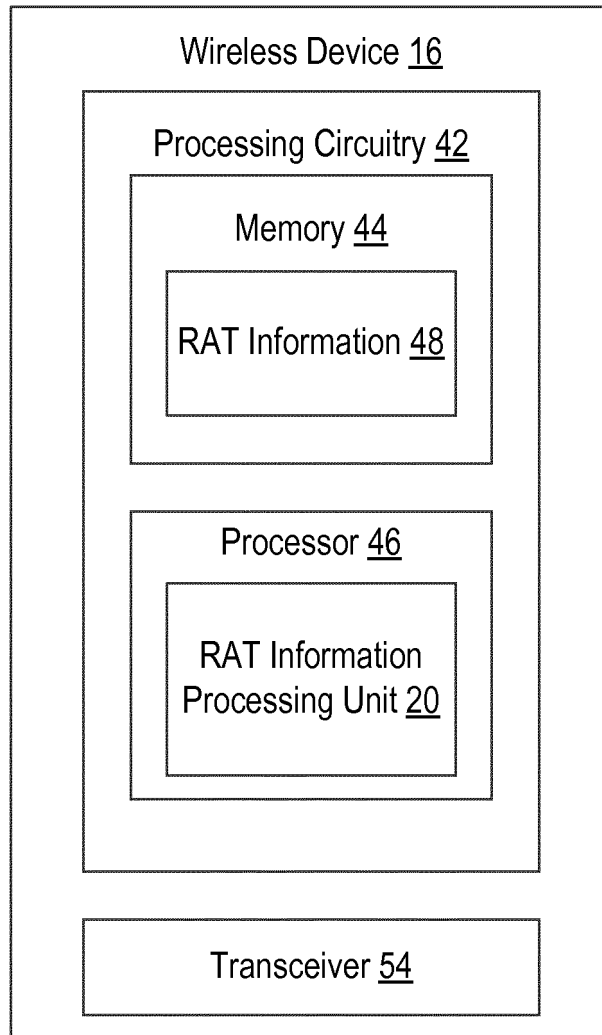 Wireless Device 16
Processing Circuitry 42
Memory 44
RAT Information 48
Processor 46
RAT Information
Processing Unit 20
Transceiver 54